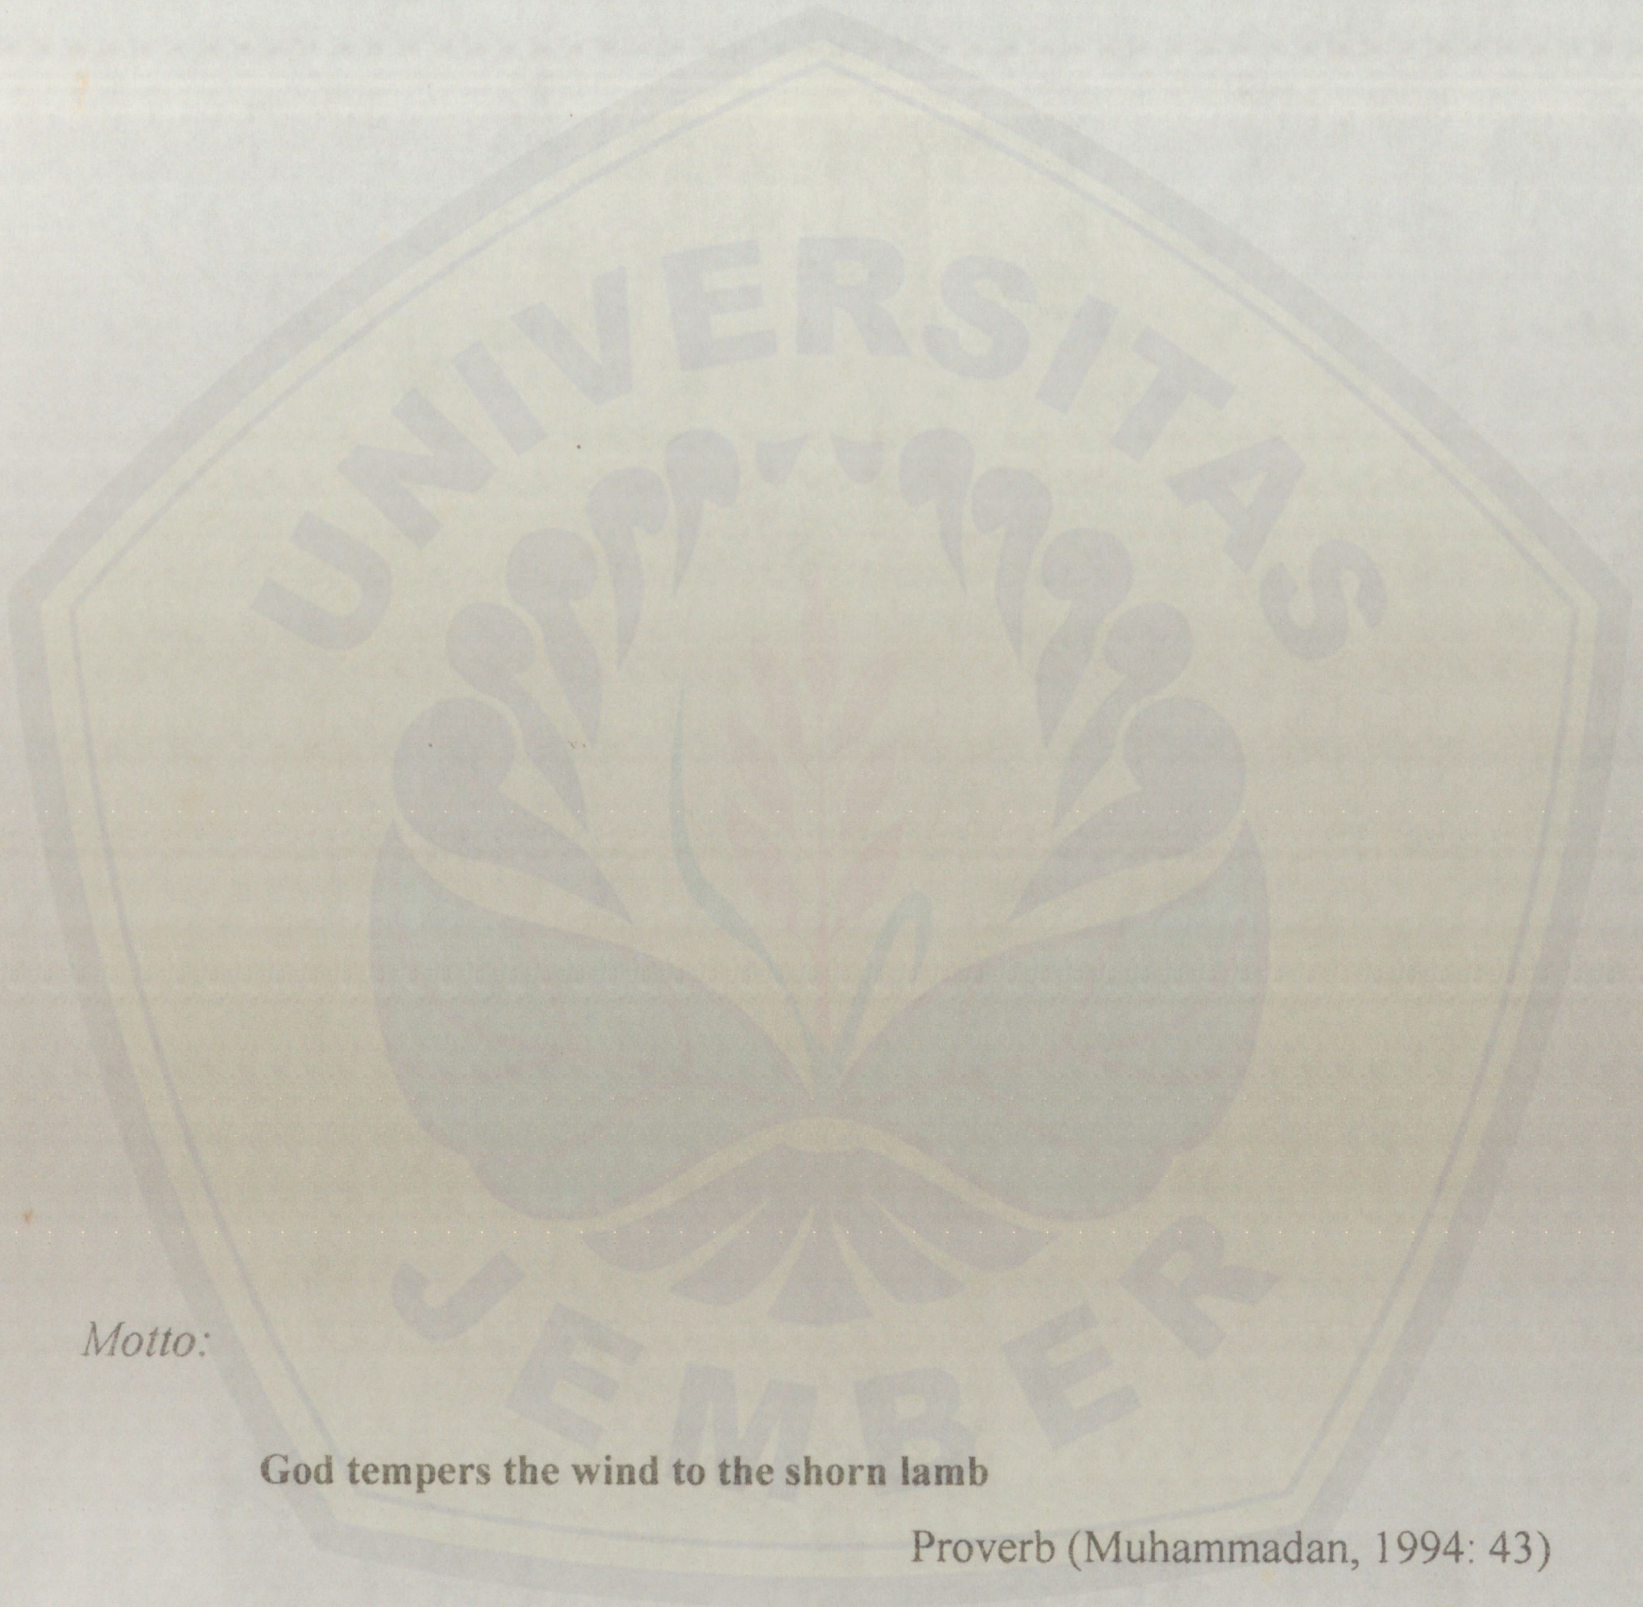 UNIVERSITAS
JEMBER
Motto:
God tempers the wind to the shorn lamb
Proverb (Muhammadan, 1994: 43)